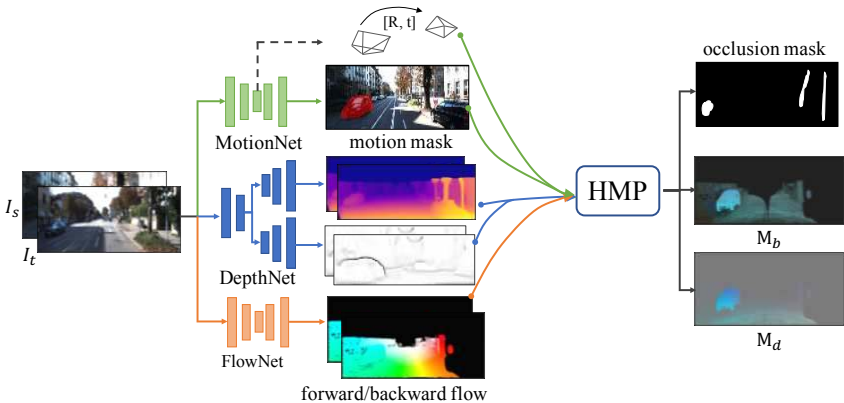 [R, t]
occlusion mask
MotionNet
motion mask
I_s
I_t
HMP
M_b
DepthNet
FlowNet
M_d
forward/backward flow